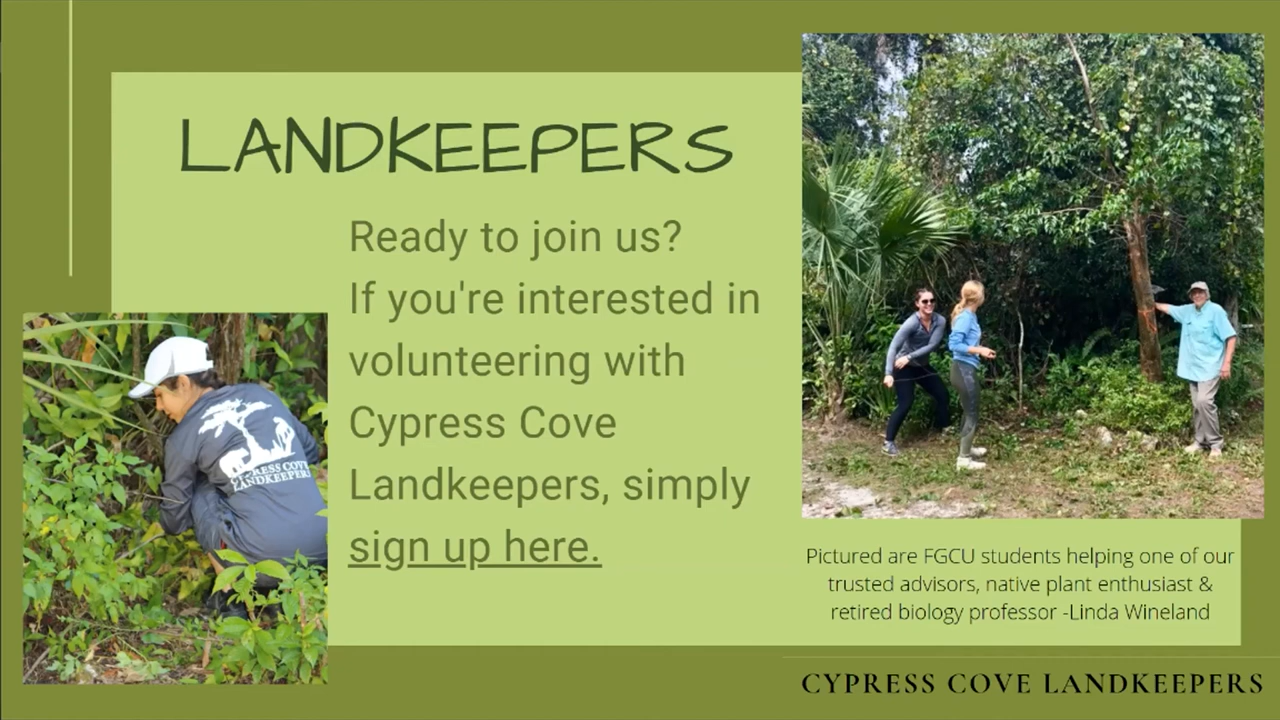 LANDKEEPERS
Ready to join us?
If you're interested in
volunteering with
Cypress Cove
Landkeepers, simply
sign up here.
CYPRESS COVE
LANDKEEPERS
Pictured are FGCU students helping one of our
trusted advisors, native plant enthusiast &
retired biology professor -Linda Wineland
CYPRESS COVE LANDKEEPERS